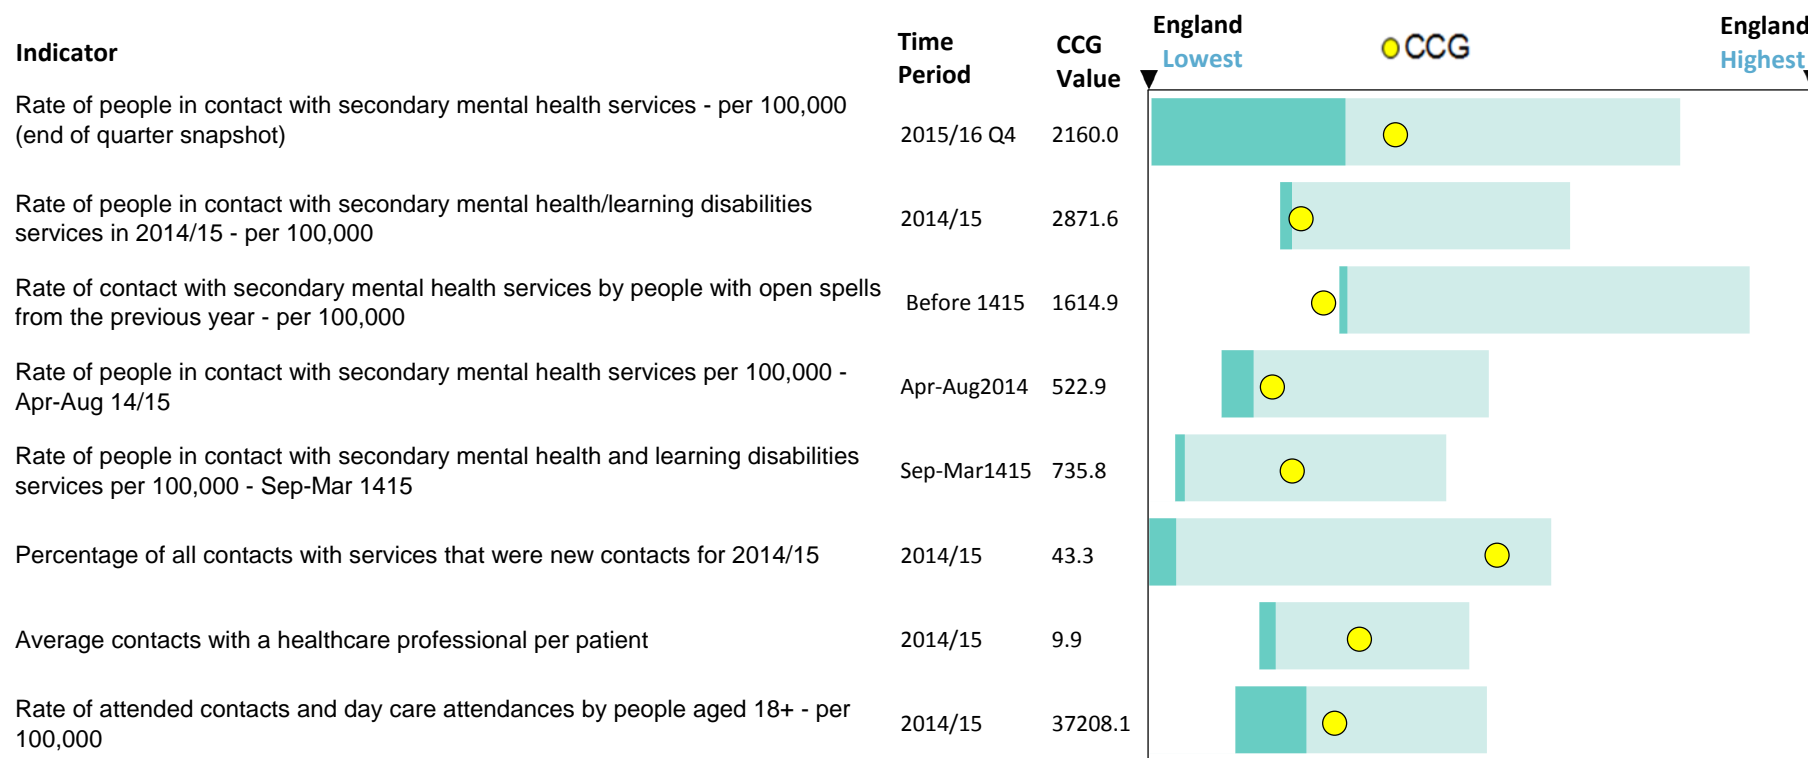 Indicator
Time
Period
CCG
Value
England
Lowest
CCG
England
Highest
Rate of people in contact with secondary mental health services - per 100,000
(end of quarter snapshot)
2015/16 Q4
2160.0
Rate of people in contact with secondary mental health/learning disabilities
services in 2014/15 - per 100,000
2014/15
2871.6
Rate of contact with secondary mental health services by people with open spells
from the previous year - per 100,000
Before 1415
1614.9
Rate of people in contact with secondary mental health services per 100,000 -
Apr-Aug 14/15
Apr-Aug2014
522.9
Rate of people in contact with secondary mental health and learning disabilities
services per 100,000 - Sep-Mar 1415
Sep-Mar1415
735.8
Percentage of all contacts with services that were new contacts for 2014/15
2014/15
43.3
Average contacts with a healthcare professional per patient
2014/15
9.9
Rate of attended contacts and day care attendances by people aged 18+ - per
100,000
2014/15
37208.1